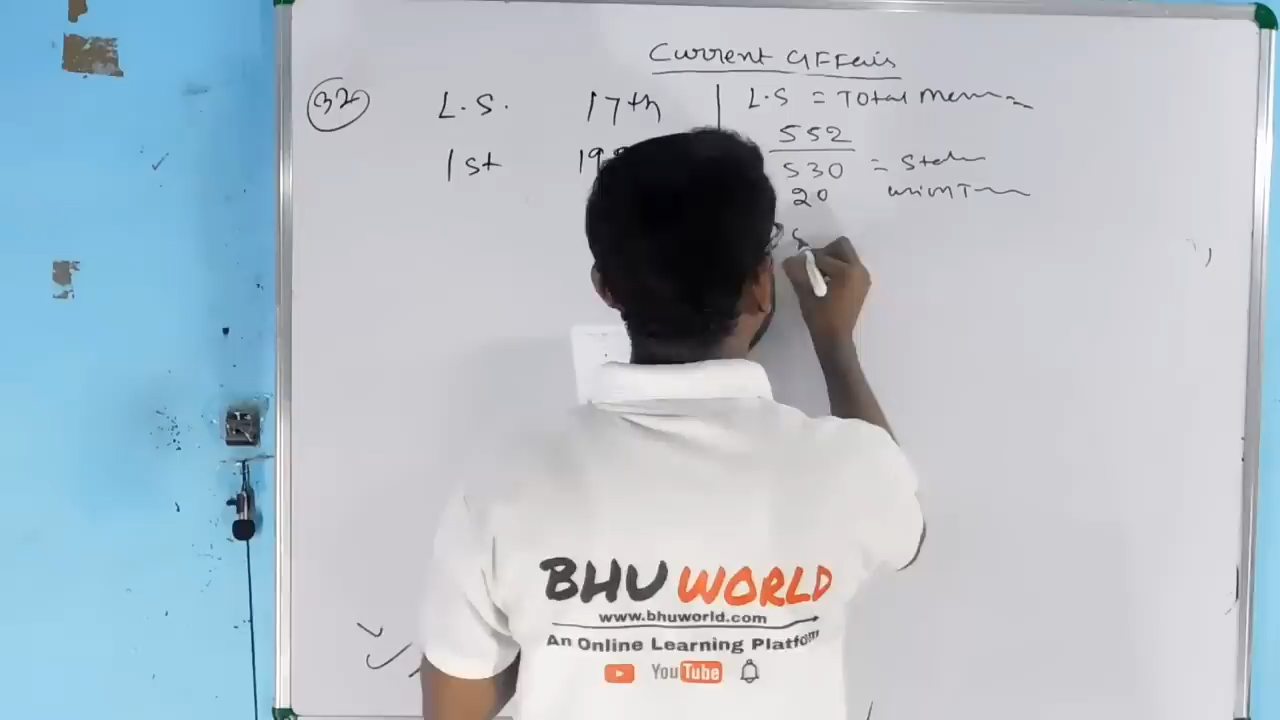 Current Affairs
32 L.S. 17th
1st
L.S = Total Mem
552
530 = State
20
BHU WORLD
www.bhuworld.com
An Online Learning Platform
YouTube